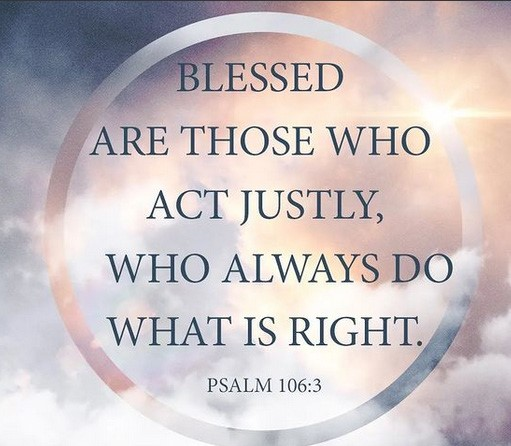 BLESSED
ARE THOSE WHO
ACT JUSTLY,
WHO ALWAYS DO
WHAT IS RIGHT.
PSALM 106:3